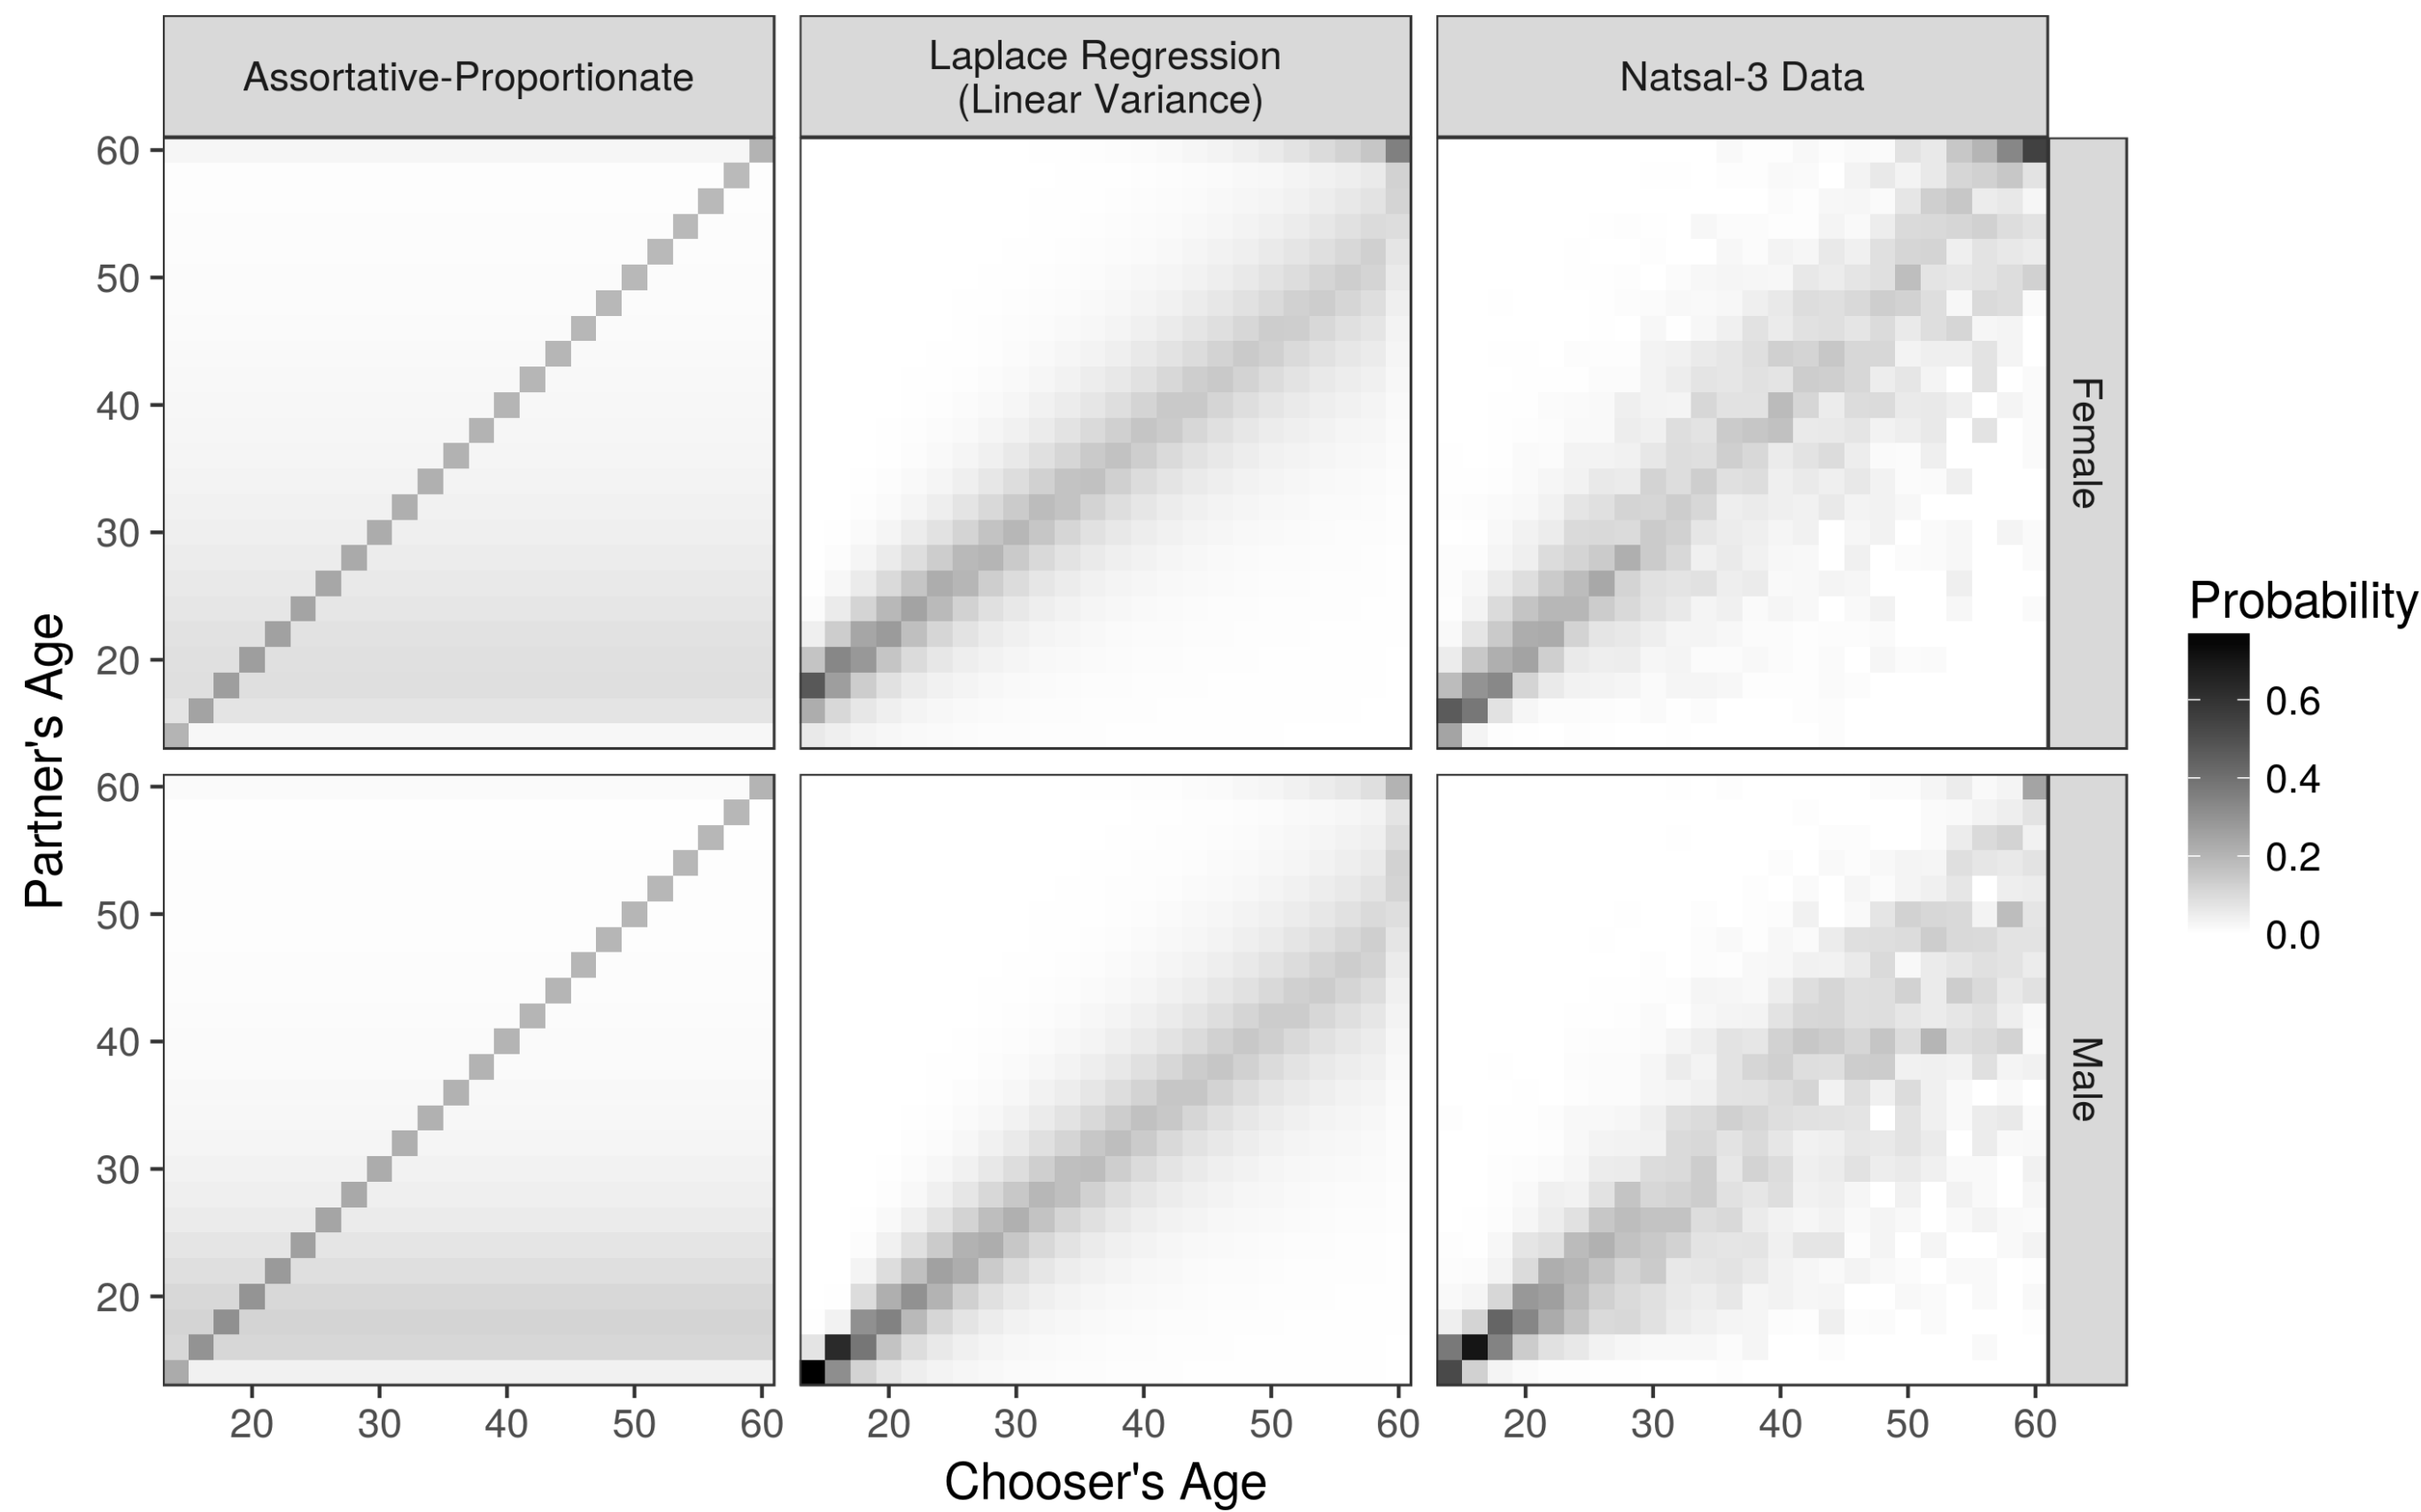 Assortative-Proportionate
Laplace Regression
(Linear Variance)
Natsal-3 Data
60
50
40
30
20
Female
60
50
40
30
20
Male
Partner's Age
20 30 40 50 60
20 30 40 50 60
20 30 40 50 60
Chooser's Age
Probability
0.6
0.4
0.2
0.0